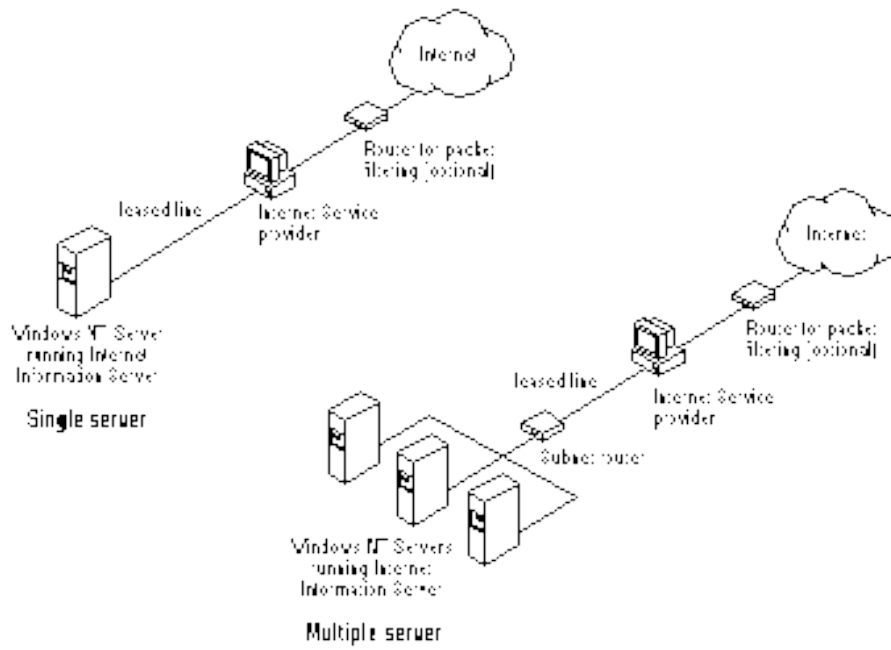 Internet
Router for packet
filtering (optional)
leased line
Internet Service
provider
Windows NT Server
running Internet
Information Server
Single server
Internet
Router for packet
filtering (optional)
leased line
Internet Service
provider
Subnet router
Windows NT Servers
running Internet
Information Server
Multiple server